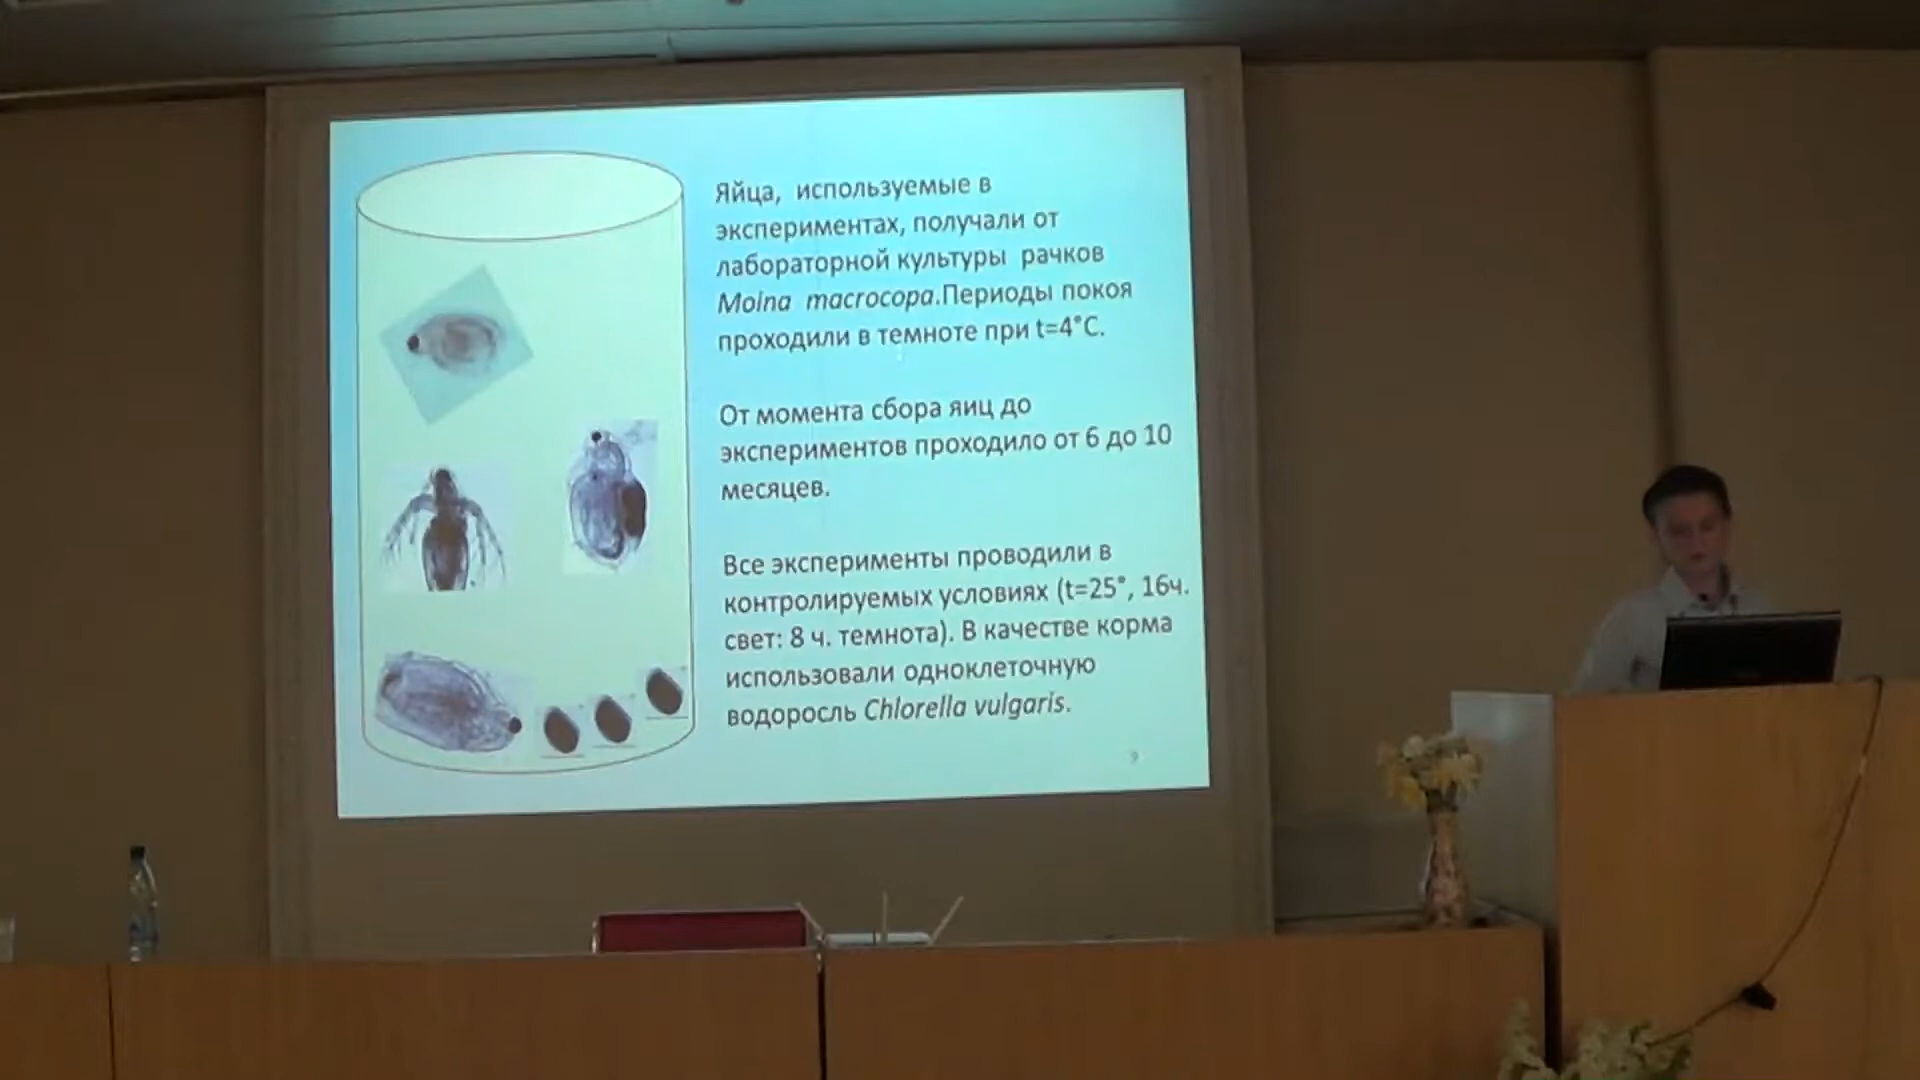 Яйца, используемые в
экспериментах, получали от
лабораторной культуры рачков
Moina macrocopa.Периоды покоя
проходили в темноте при t=4°C.
От момента сбора яиц до
экспериментов проходило от 6 до 10
месяцев.
Все эксперименты проводили в
контролируемых условиях (t=25°, 16ч.
свет: 8 ч. темнота). В качестве корма
использовали одноклеточную
водоросль Chlorella vulgaris.
9